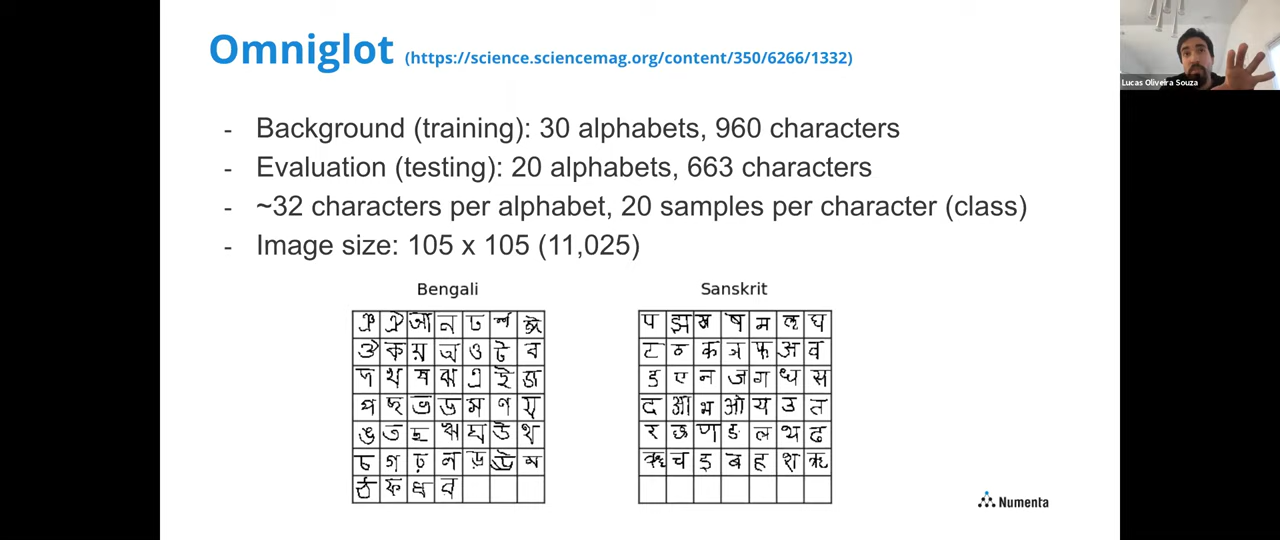 Omniglot (https://science.sciencemag.org/content/350/6266/1332)
Lucas Oliveira Souza
- Background (training): 30 alphabets, 960 characters
- Evaluation (testing): 20 alphabets, 663 characters
- ~32 characters per alphabet, 20 samples per character (class)
- Image size: 105 x 105 (11,025)
Bengali
ঐ আ ন ঢ ঈ
ঔ ক য় অ ও ট ব
দ থ ষ ঝ এ ই জ
প ছ ভ ড স ণ য
ঙ ত ঘ উ খ
চ গ ঢ় ল ড় ঊ ম
ঠ ফ ধ র
Sanskrit
प झ ख ष म ल घ
ट ठ क ञ फ अ व
ड ए न ज ग ध स
द औ भ ओ य उ त
र छ ण ङ ल थ ढ
ऋ च इ ब ह श ऋ
Numenta